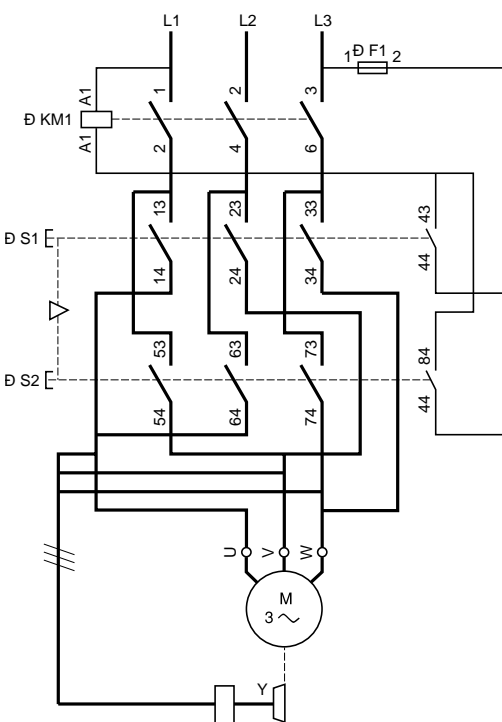 L1 L2 L3
1 Đ F1 2
A1 1 2 3
Đ KM1
A1 2 4 6
13 23 33 43
Đ S1
14 24 34 44
53 63 73 84
Đ S2
54 64 74 44
U V W
M
3
Y